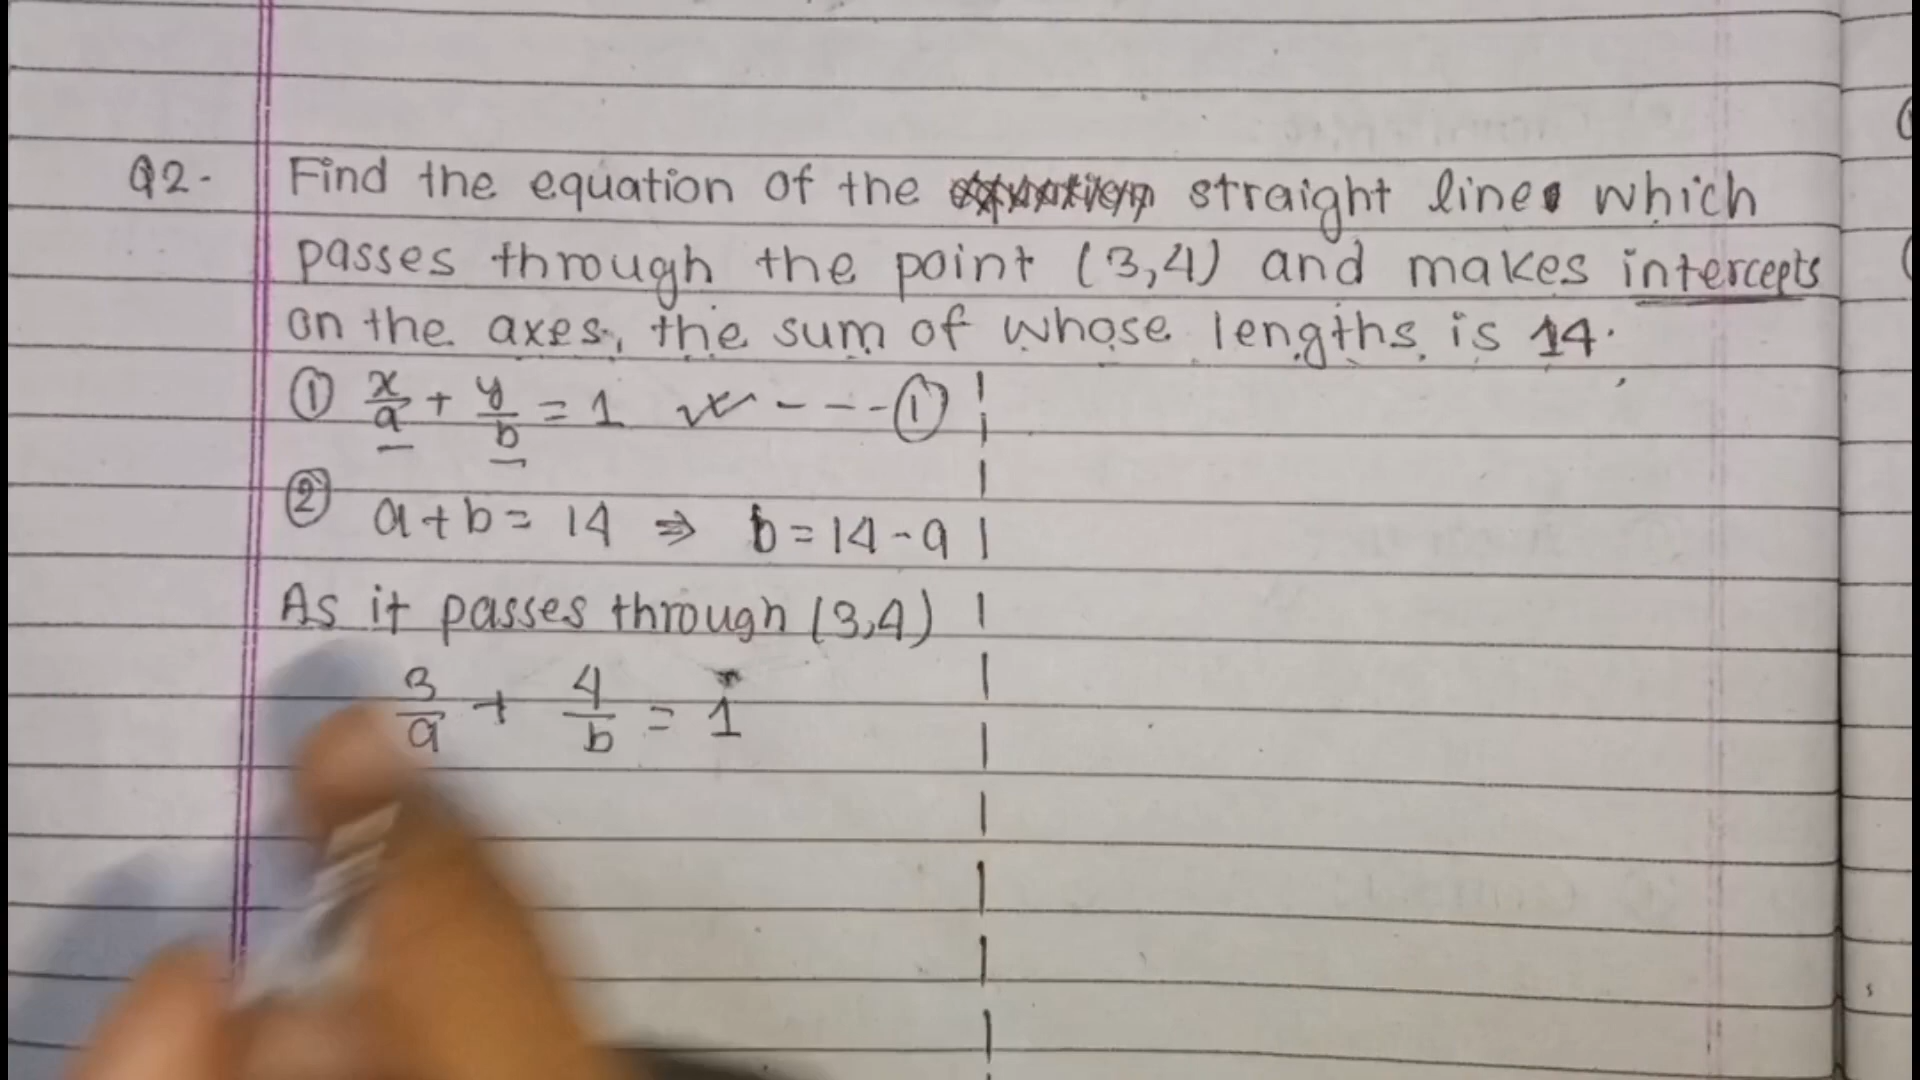 Q2- Find the equation of the straight line which
passes through the point (3,4) and makes intercepts
on the axes, the sum of whose lengths is 14.
① x/a + y/b = 1 ----①
② a+b = 14 ⇒ b = 14-a
As it passes through (3,4)
3/a + 4/b = 1